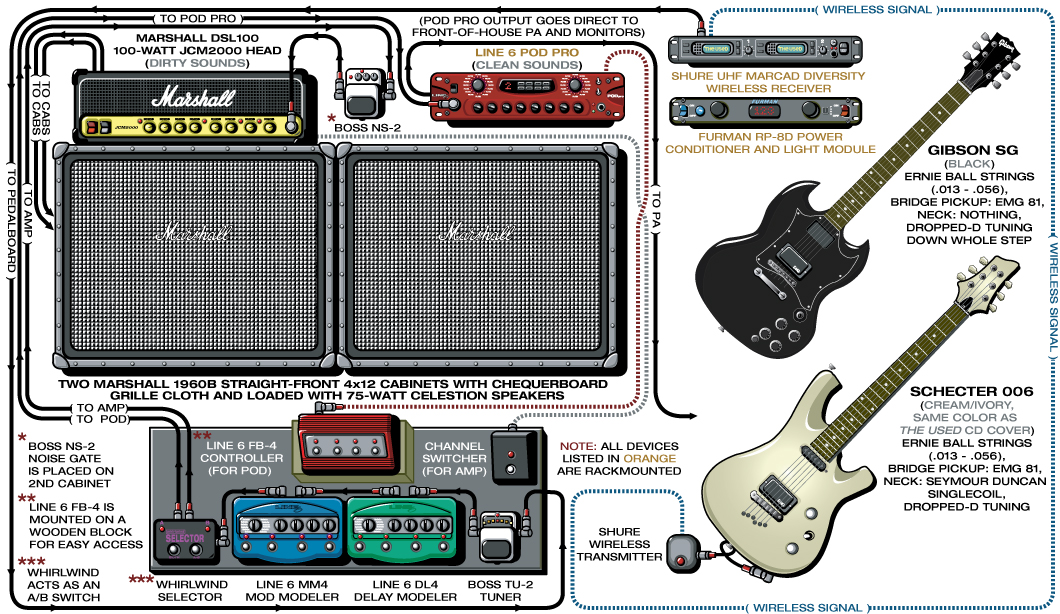 ( WIRELESS SIGNAL )
( TO POD PRO )
(POD PRO OUTPUT GOES DIRECT TO
FRONT-OF-HOUSE PA AND MONITORS)
MARSHALL DSL100
100-WATT JCM2000 HEAD
(DIRTY SOUNDS)
LINE 6 POD PRO
(CLEAN SOUNDS)
THE USED
THE USED
SHURE UHF MARCAD DIVERSITY
WIRELESS RECEIVER
FURMAN
FURMAN RP-8D POWER
CONDITIONER AND LIGHT MODULE
( TO CABS )
( TO CABS )
Marshall
JCM2000
* BOSS NS-2
GIBSON SG
(BLACK)
ERNIE BALL STRINGS
(.013 - .056),
BRIDGE PICKUP: EMG 81,
NECK: NOTHING,
DROPPED-D TUNING
DOWN WHOLE STEP
( TO PEDALBOARD )
( TO AMP )
( TO PA )
( WIRELESS SIGNAL )
Marshall
Marshall
TWO MARSHALL 1960B STRAIGHT-FRONT 4x12 CABINETS WITH CHEQUERBOARD
GRILLE CLOTH AND LOADED WITH 75-WATT CELESTION SPEAKERS
SCHECTER 006
(CREAM/IVORY,
SAME COLOR AS
THE USED CD COVER)
ERNIE BALL STRINGS
(.013 - .056),
BRIDGE PICKUP: EMG 81,
NECK: SEYMOUR DUNCAN
SINGLECOIL,
DROPPED-D TUNING
( TO AMP )
( TO POD )
* BOSS NS-2
NOISE GATE
IS PLACED ON
2ND CABINET
** LINE 6 FB-4 IS
MOUNTED ON A
WOODEN BLOCK
FOR EASY ACCESS
*** WHIRLWIND
ACTS AS AN
A/B SWITCH
** LINE 6 FB-4
CONTROLLER
(FOR POD)
CHANNEL
SWITCHER
(FOR AMP)
NOTE: ALL DEVICES
LISTED IN ORANGE
ARE RACKMOUNTED
SELECTOR
SHURE
WIRELESS
TRANSMITTER
*** WHIRLWIND
SELECTOR
LINE 6 MM4
MOD MODELER
LINE 6 DL4
DELAY MODELER
BOSS TU-2
TUNER
( WIRELESS SIGNAL )